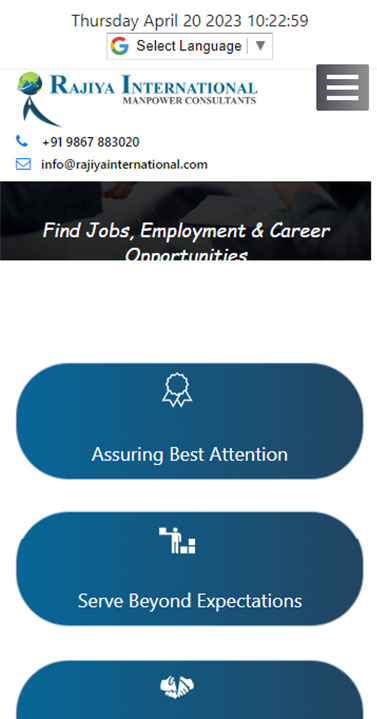 Thursday April 20 2023 10:22:59
Select Language ▼
RAJIYA INTERNATIONAL
MANPOWER CONSULTANTS
+91 9867 883020
info@rajiyainternational.com
Find Jobs, Employment & Career
Opportunities
Assuring Best Attention
Serve Beyond Expectations